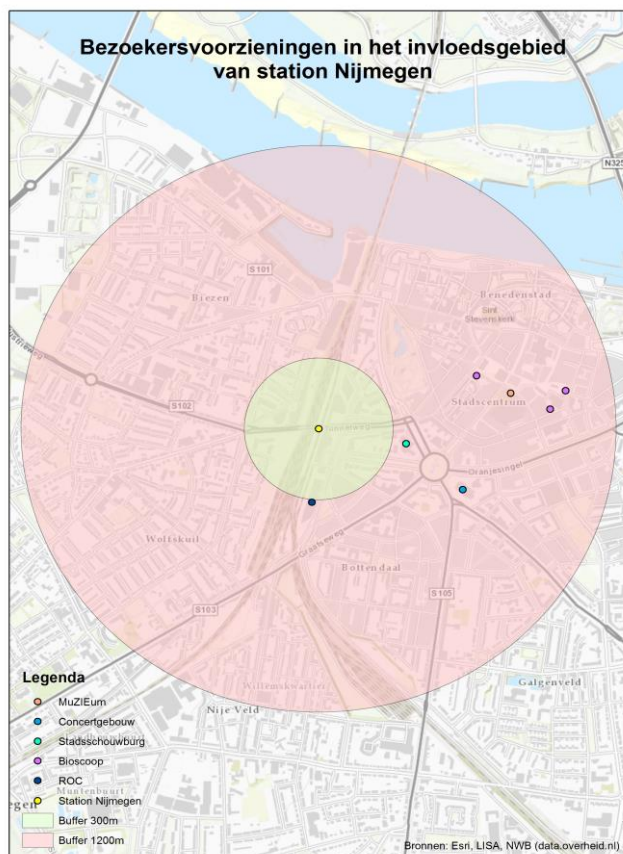 Bezoekersvoorzieningen in het invloedsgebied
van station Nijmegen
N325
S101
Biezen
Benedenstad
Sint
Stevenskerk
Stadscentrum
S102
Oranjesingel
Graafseweg
Wolfskuil
Bottendaal
S105
S103
Willemskwartier
Galgenveld
Nije Veld
Legenda
MuZIEum
Concertgebouw
Stadsschouwburg
Bioscoop
ROC
Station Nijmegen
Buffer 300m
Buffer 1200m
Muntenbuurt
Bronnen: Esri, LISA, NWB (data.overheid.nl)